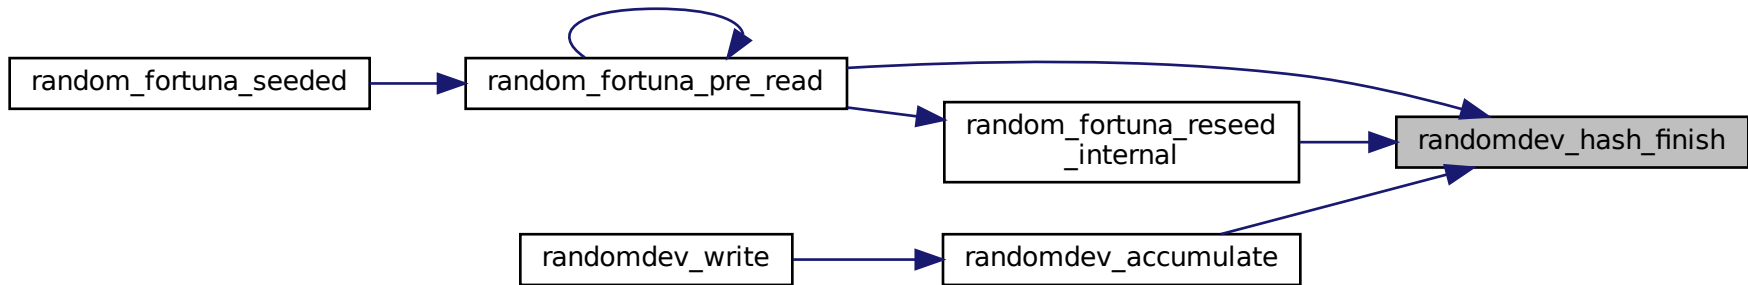 random_fortuna_seeded
random_fortuna_pre_read
random_fortuna_reseed
_internal
randomdev_hash_finish
randomdev_write
randomdev_accumulate